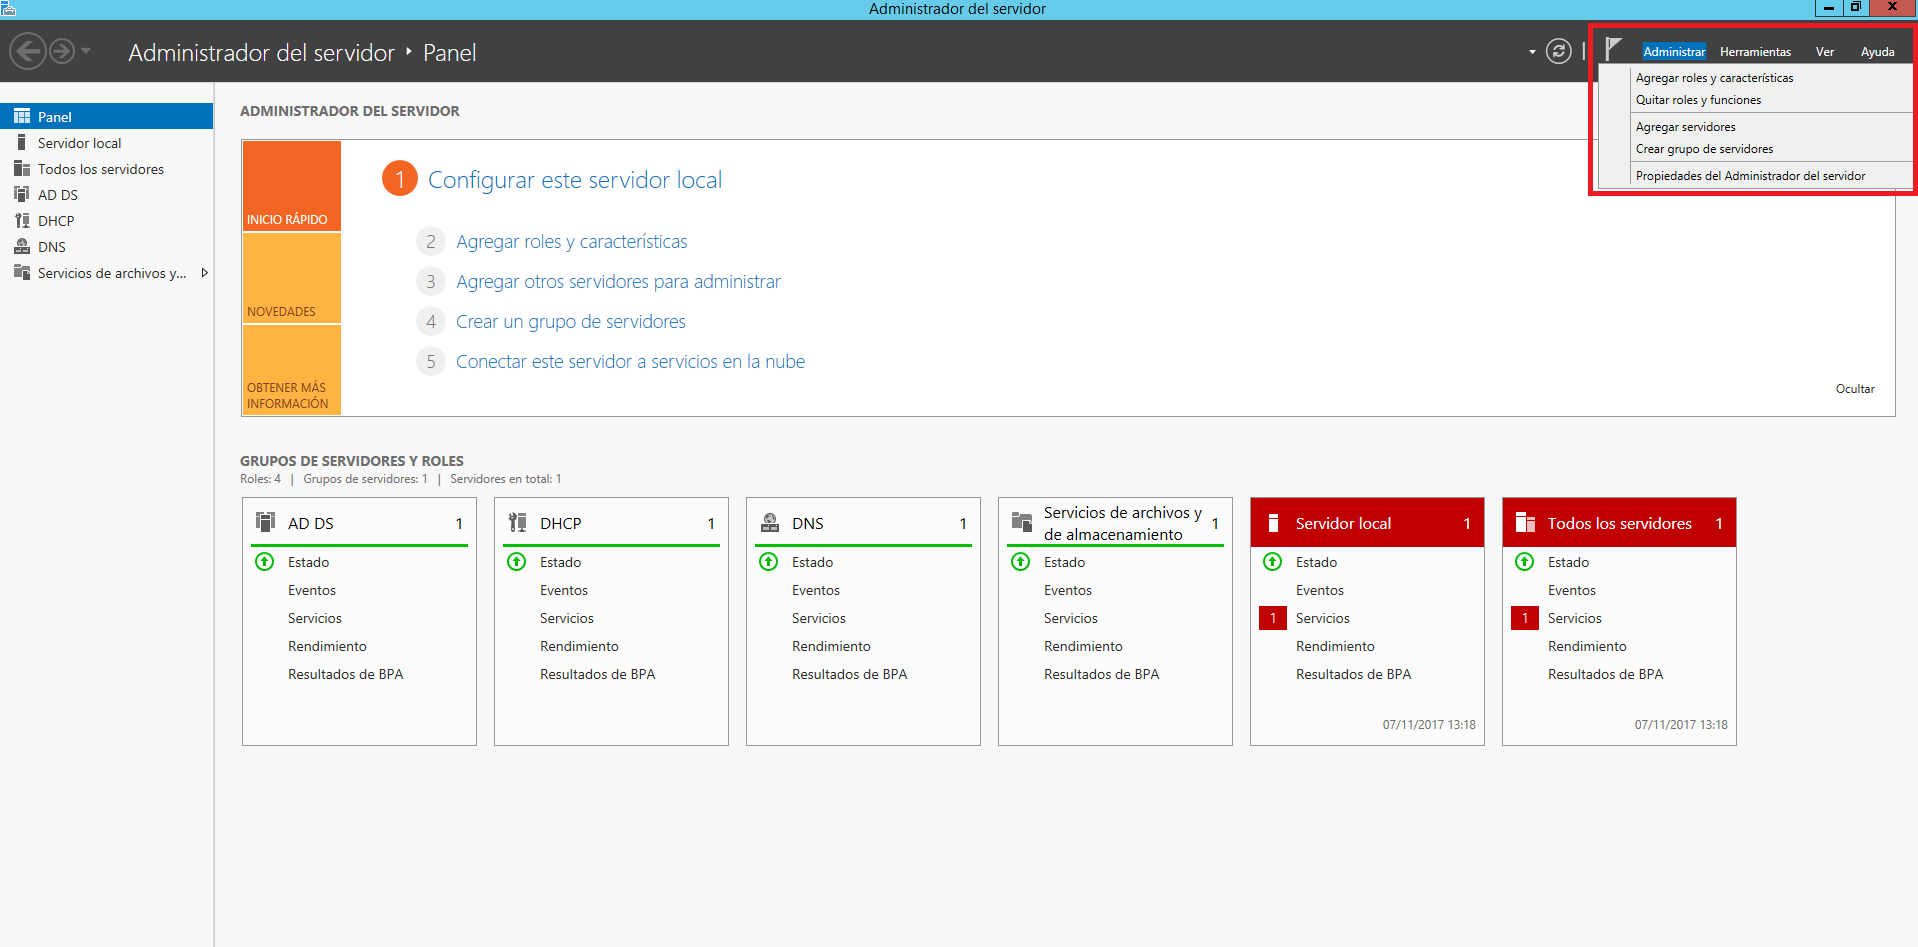 Administrador del servidor
Administrador del servidor ‣ Panel
Administrar Herramientas Ver Ayuda
Agregar roles y características
Quitar roles y funciones
Agregar servidores
Crear grupo de servidores
Propiedades del Administrador del servidor
Panel
Servidor local
Todos los servidores
AD DS
DHCP
DNS
Servicios de archivos y...
ADMINISTRADOR DEL SERVIDOR
INICIO RÁPIDO
NOVEDADES
OBTENER MÁS
INFORMACIÓN
1 Configurar este servidor local
2 Agregar roles y características
3 Agregar otros servidores para administrar
4 Crear un grupo de servidores
5 Conectar este servidor a servicios en la nube
Ocultar
GRUPOS DE SERVIDORES Y ROLES
Roles: 4 | Grupos de servidores: 1 | Servidores en total: 1
AD DS 1
Estado
Eventos
Servicios
Rendimiento
Resultados de BPA
DHCP 1
Estado
Eventos
Servicios
Rendimiento
Resultados de BPA
DNS 1
Estado
Eventos
Servicios
Rendimiento
Resultados de BPA
Servicios de archivos y
de almacenamiento 1
Estado
Eventos
Servicios
Rendimiento
Resultados de BPA
Servidor local 1
Estado
Eventos
1 Servicios
Rendimiento
Resultados de BPA
07/11/2017 13:18
Todos los servidores 1
Estado
Eventos
1 Servicios
Rendimiento
Resultados de BPA
07/11/2017 13:18